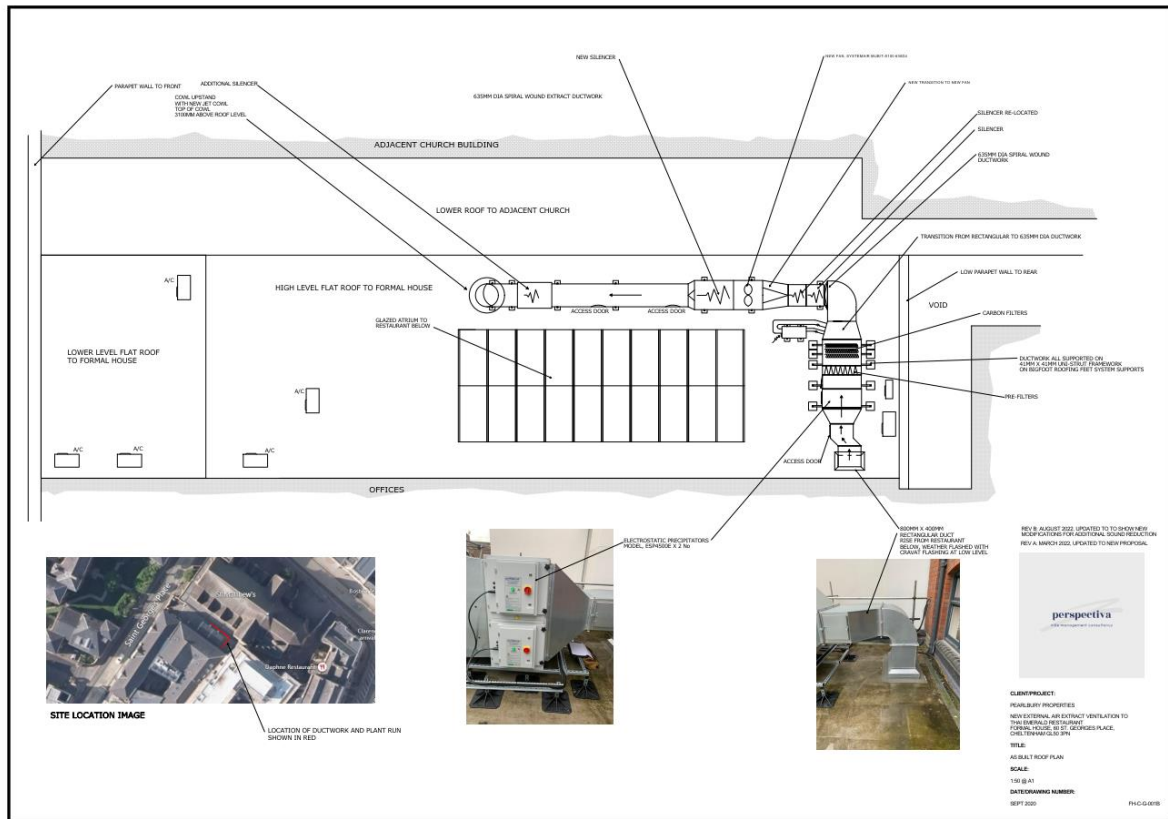 NEW SILENCER
PARAPET WALL TO FRONT
ADDITIONAL SILENCER
COWL UPSTAND
WITH NEW JET COWL
TOP OF COWL
3100MM ABOVE ROOF LEVEL
635MM DIA SPIRAL WOUND EXTRACT DUCTWORK
NEW TRANSITION TO NEW FAN
SILENCER RE-LOCATED
SILENCER
635MM DIA SPIRAL WOUND
DUCTWORK
ADJACENT CHURCH BUILDING
LOWER ROOF TO ADJACENT CHURCH
TRANSITION FROM RECTANGULAR TO 635MM DIA DUCTWORK
LOW PARAPET WALL TO REAR
A/C
HIGH LEVEL FLAT ROOF TO FORMAL HOUSE
VOID
ACCESS DOOR
ACCESS DOOR
CARBON FILTERS
GLAZED ATRIUM TO
RESTAURANT BELOW
LOWER LEVEL FLAT ROOF
TO FORMAL HOUSE
DUCTWORK ALL SUPPORTED ON
41MM X 41MM UNI-STRUT FRAMEWORK
ON BIGFOOT ROOFING FEET SYSTEM SUPPORTS
A/C
PRE-FILTERS
A/C
A/C
A/C
ACCESS DOOR
OFFICES
ELECTROSTATIC PRECIPITATORS
MODEL, ESP4500E X 2 No
800MM X 400MM
RECTANGULAR DUCT
RISE FROM RESTAURANT
BELOW, WEATHER FLASHED WITH
CRAVAT FLASHING AT LOW LEVEL
REV B: AUGUST 2022. UPDATED TO TO SHOW NEW
MODIFICATIONS FOR ADDITIONAL SOUND REDUCTION
REV A: MARCH 2022, UPDATED TO NEW PROPOSAL
perspectiva
Daphne Restaurant
SITE LOCATION IMAGE
LOCATION OF DUCTWORK AND PLANT RUN
SHOWN IN RED
CLIENT/PROJECT:
PEARLBURY PROPERTIES
NEW EXTERNAL AIR EXTRACT VENTILATION TO
THAI EMERALD RESTAURANT
FORMAL HOUSE, 60 ST. GEORGES PLACE,
CHELTENHAM GL50 3PN
TITLE:
AS BUILT ROOF PLAN
SCALE:
1:50 @ A1
DATE/DRAWING NUMBER:
SEPT 2020
FH-C-G-001B